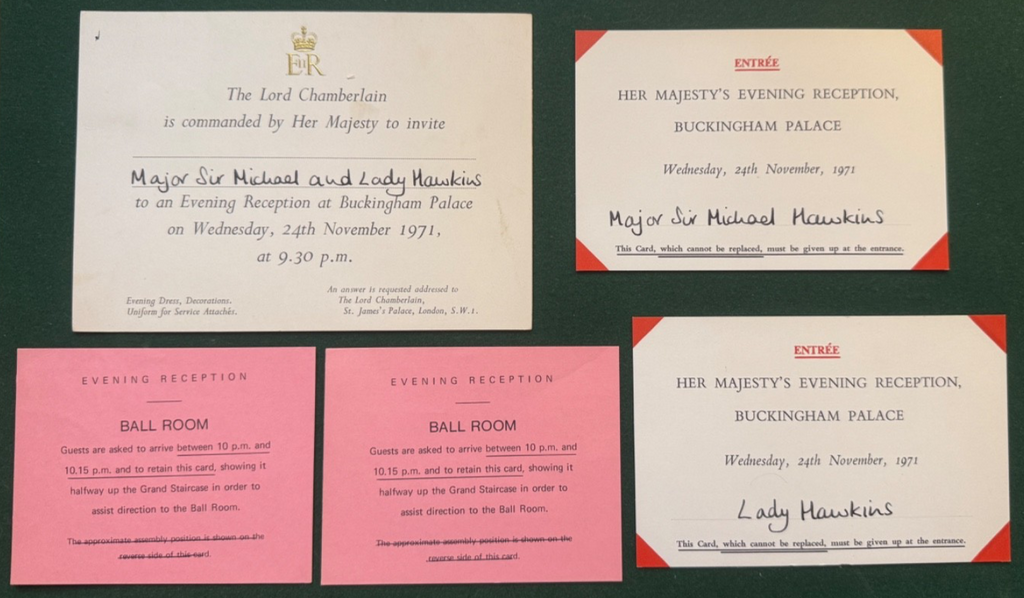 EIIR
The Lord Chamberlain
is commanded by Her Majesty to invite
Major Sir Michael and Lady Hawkins
to an Evening Reception at Buckingham Palace
on Wednesday, 24th November 1971,
at 9.30 p.m.
Evening Dress, Decorations.
Uniform for Service Attachés.
An answer is requested addressed to
The Lord Chamberlain,
St. James's Palace, London, S.W.1.
ENTRÉE
HER MAJESTY'S EVENING RECEPTION,
BUCKINGHAM PALACE
Wednesday, 24th November, 1971
Major Sir Michael Hawkins
This Card, which cannot be replaced, must be given up at the entrance.
EVENING RECEPTION
BALL ROOM
Guests are asked to arrive between 10 p.m. and
10.15 p.m. and to retain this card, showing it
halfway up the Grand Staircase in order to
assist direction to the Ball Room.
The approximate assembly position is shown on the
reverse side of this card.
EVENING RECEPTION
BALL ROOM
Guests are asked to arrive between 10 p.m. and
10.15 p.m. and to retain this card, showing it
halfway up the Grand Staircase in order to
assist direction to the Ball Room.
The approximate assembly position is shown on the
reverse side of this card.
ENTRÉE
HER MAJESTY'S EVENING RECEPTION,
BUCKINGHAM PALACE
Wednesday, 24th November, 1971
Lady Hawkins
This Card, which cannot be replaced, must be given up at the entrance.